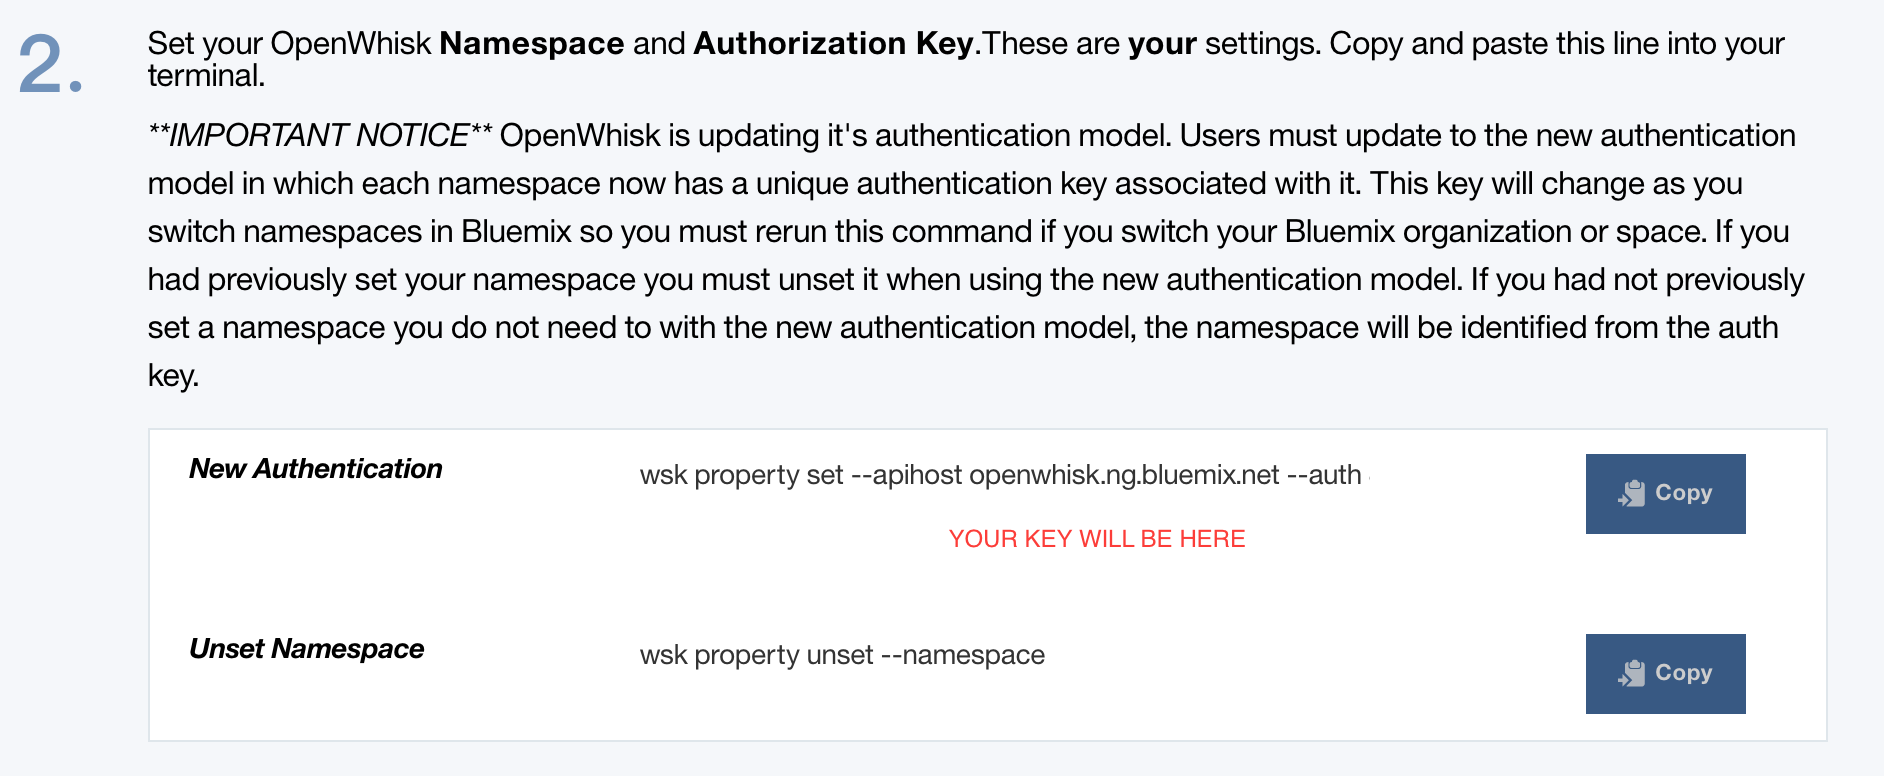 2.
Set your OpenWhisk Namespace and Authorization Key.These are your settings. Copy and paste this line into your
terminal.
**IMPORTANT NOTICE** OpenWhisk is updating it's authentication model. Users must update to the new authentication
model in which each namespace now has a unique authentication key associated with it. This key will change as you
switch namespaces in Bluemix so you must rerun this command if you switch your Bluemix organization or space. If you
had previously set your namespace you must unset it when using the new authentication model. If you had not previously
set a namespace you do not need to with the new authentication model, the namespace will be identified from the auth
key.
New Authentication
wsk property set --apihost openwhisk.ng.bluemix.net --auth
Copy
YOUR KEY WILL BE HERE
Unset Namespace
wsk property unset --namespace
Copy